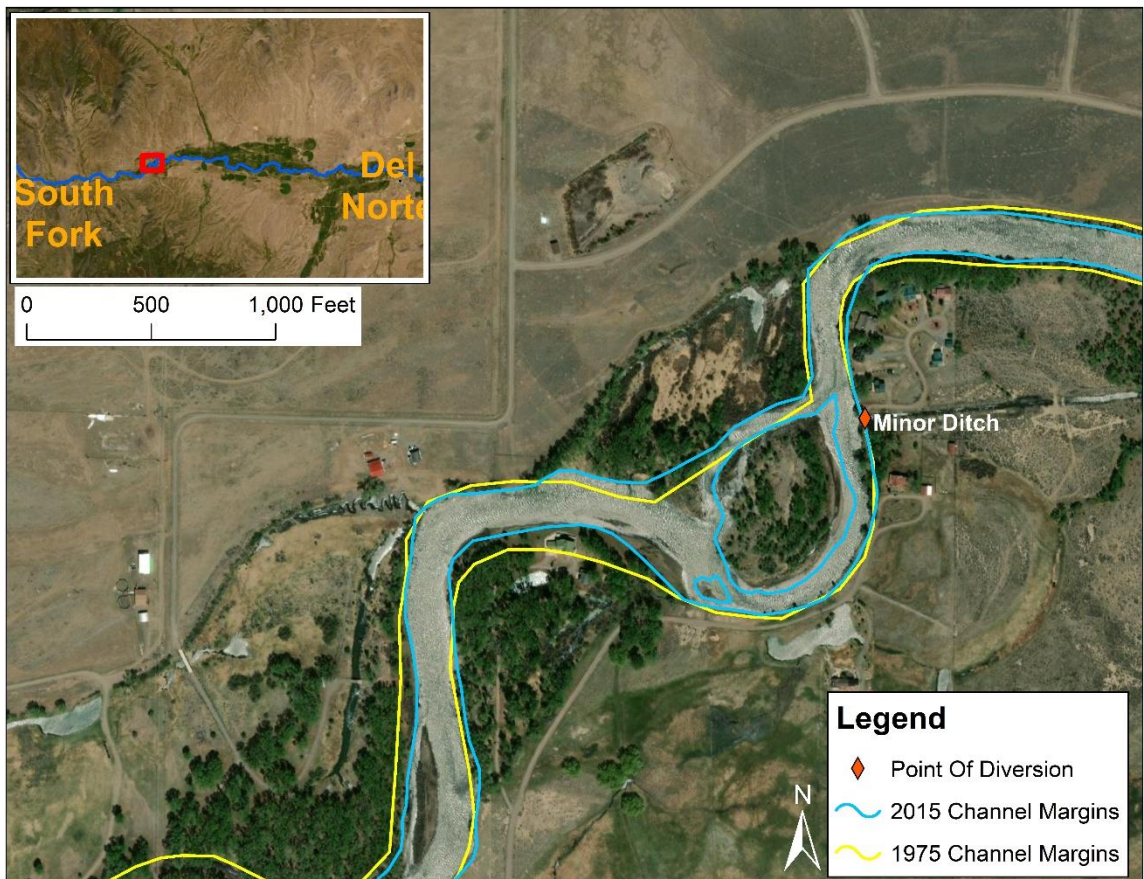 South
Fork
Del
Norte
0 500 1,000 Feet
Minor Ditch
Legend
Point Of Diversion
2015 Channel Margins
1975 Channel Margins
N